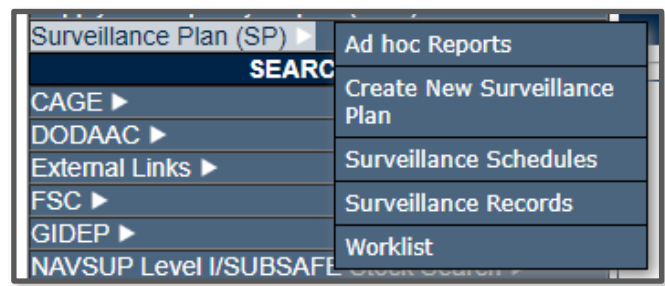 Surveillance Plan (SP)
Ad hoc Reports
Create New Surveillance
Plan
Surveillance Schedules
Surveillance Records
Worklist
SEARC
CAGE
DODAAC
External Links
FSC
GIDEP
NAVSUP Level I/SUBSAFE